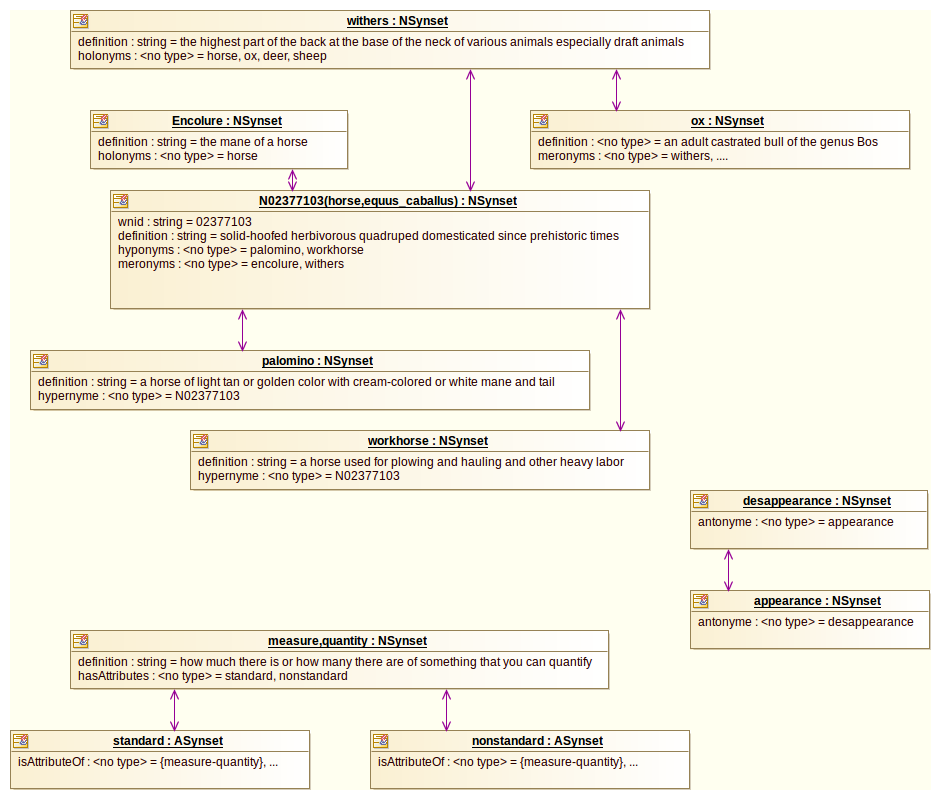 withers : NSynset
definition : string = the highest part of the back at the base of the neck of various animals especially draft animals
holonyms : <no type> = horse, ox, deer, sheep
Encolure : NSynset
definition : string = the mane of a horse
holonyms : <no type> = horse
ox : NSynset
definition : <no type> = an adult castrated bull of the genus Bos
meronyms : <no type> = withers, ....
N02377103(horse,equus_caballus) : NSynset
wnid : string = 02377103
definition : string = solid-hoofed herbivorous quadruped domesticated since prehistoric times
hyponyms : <no type> = palomino, workhorse
meronyms : <no type> = encolure, withers
palomino : NSynset
definition : string = a horse of light tan or golden color with cream-colored or white mane and tail
hypernyme : <no type> = N02377103
workhorse : NSynset
definition : string = a horse used for plowing and hauling and other heavy labor
hypernyme : <no type> = N02377103
desappearance : NSynset
antonyme : <no type> = appearance
appearance : NSynset
antonyme : <no type> = desappearance
measure,quantity : NSynset
definition : string = how much there is or how many there are of something that you can quantify
hasAttributes : <no type> = standard, nonstandard
standard : ASynset
isAttributeOf : <no type> = {measure-quantity}, ...
nonstandard : ASynset
isAttributeOf : <no type> = {measure-quantity}, ...